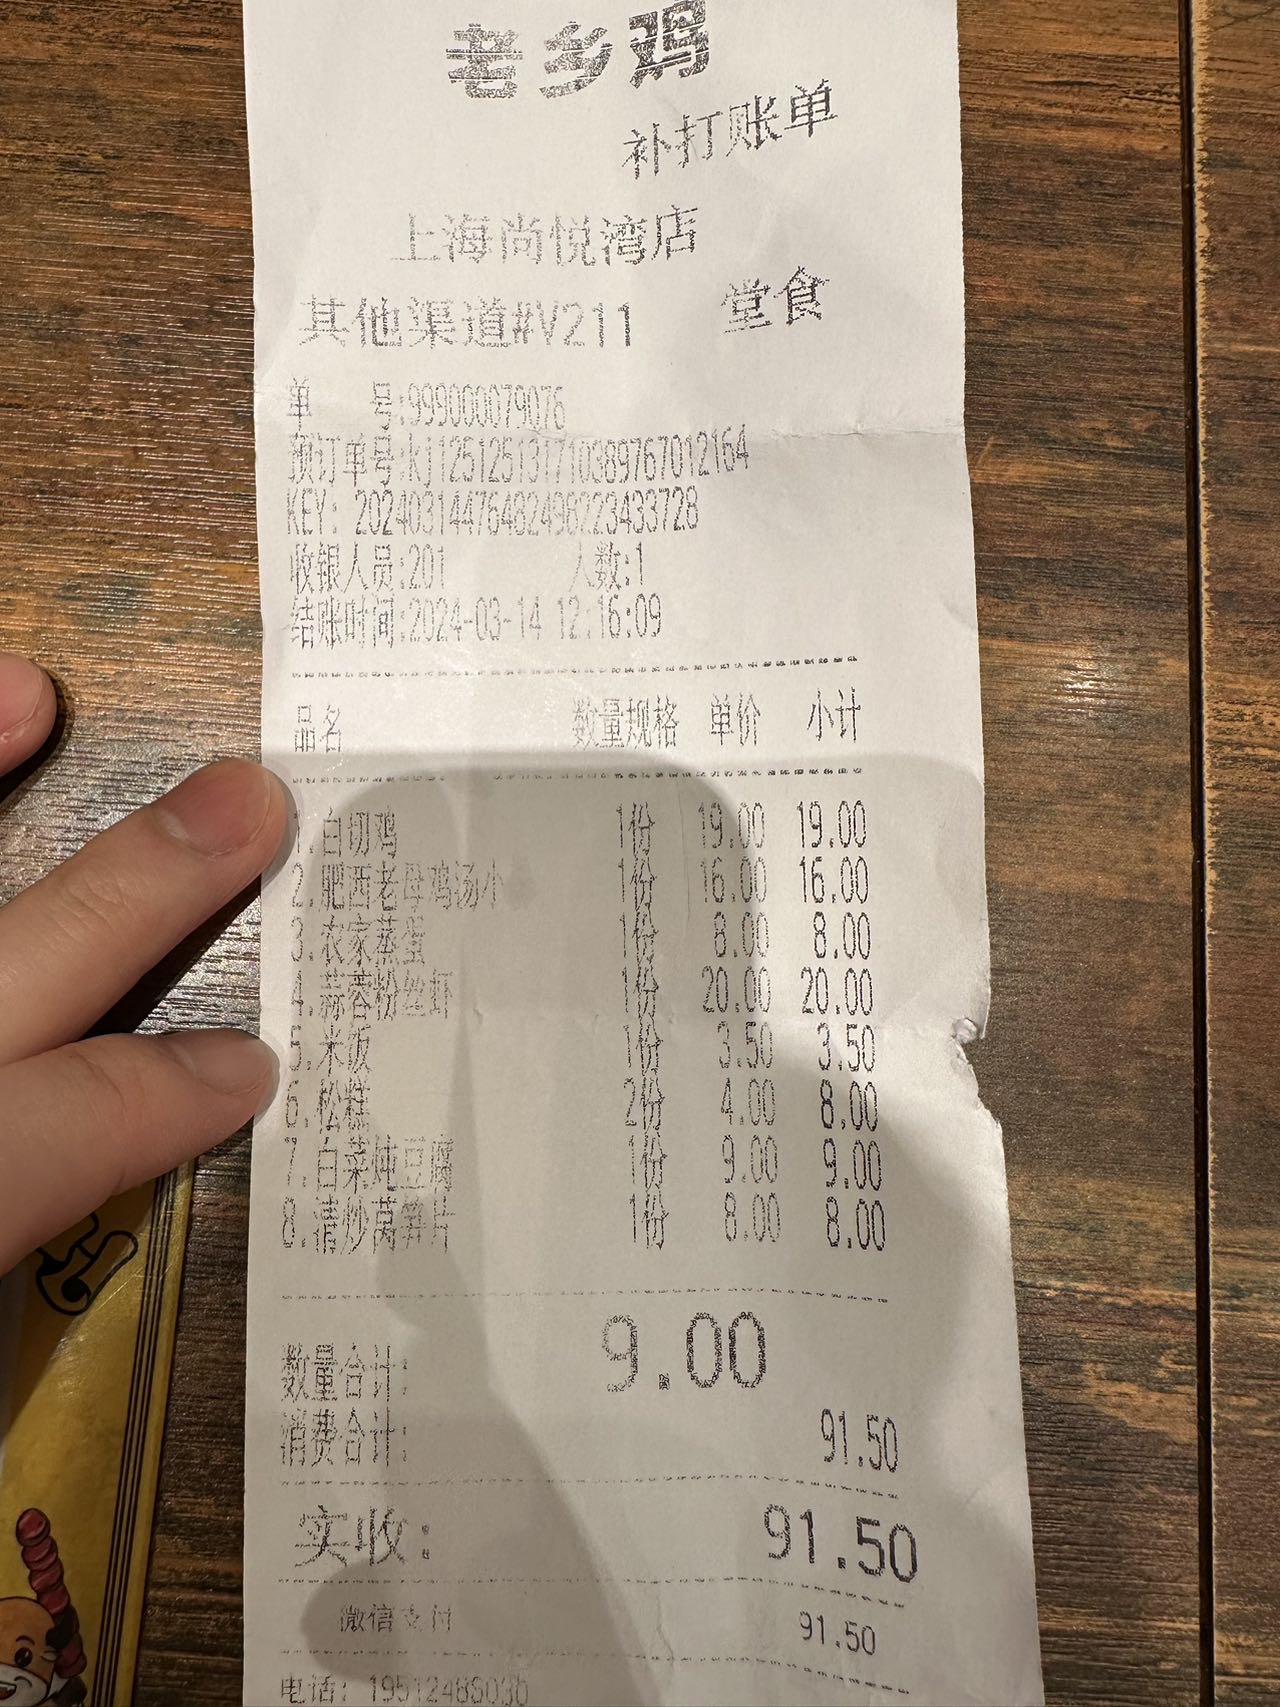 老乡鸡
补打账单
上海尚悦湾店
其他渠道#V211 堂食
单 号:999000079076
预订单号:kj1125125131710389767012164
KEY: 2024031447648249822343​3728
收银人员:201 人数:1
结账时间:2024-03-14 12:16:09
品名 数量规格 单价 小计
1.白切鸡 1份 19.00 19.00
2.肥西老母鸡汤小 1份 16.00 16.00
3.农家蒸蛋 1份 8.00 8.00
4.蒜蓉粉丝虾 1份 20.00 20.00
5.米饭 1份 3.50 3.50
6.松糕 2份 4.00 8.00
7.白菜炖豆腐 1份 9.00 9.00
8.清炒莴笋片 1份 8.00 8.00
数量合计: 9.00
消费合计: 91.50
实收: 91.50
微信支付 91.50
电话: 19512486036